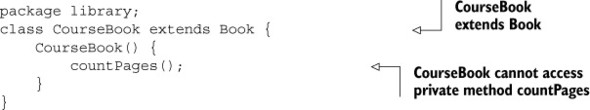 package library;
class CourseBook extends Book {
    CourseBook() {
        countPages();
    }
}
CourseBook
extends Book
CourseBook cannot access
private method countPages